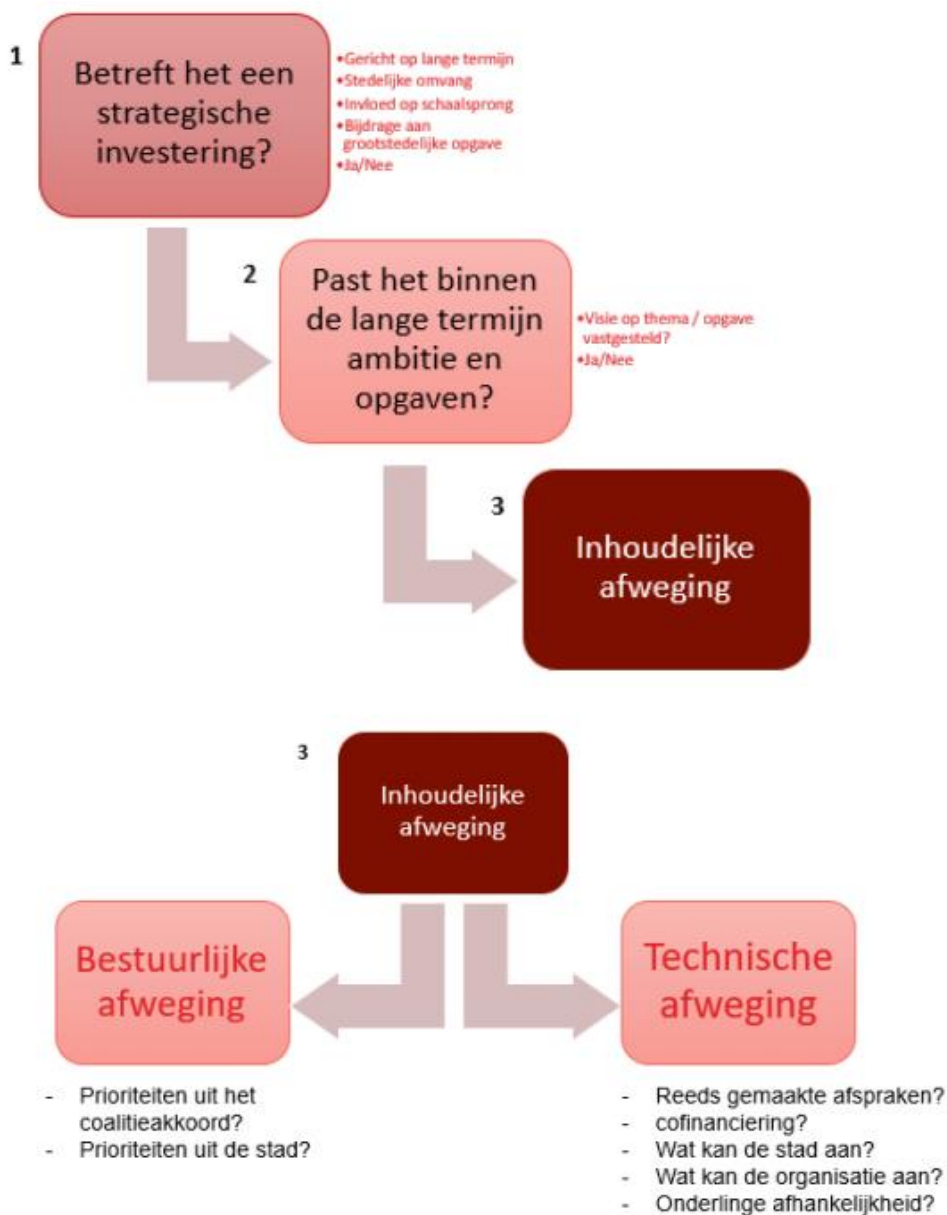 1
Betreft het een
strategische
investering?
•Gericht op lange termijn
•Stedelijke omvang
•Invloed op schaalsprong
•Bijdrage aan
grootstedelijke opgave
•Ja/Nee
2
Past het binnen
de lange termijn
ambitie en
opgaven?
•Visie op thema / opgave
vastgesteld?
•Ja/Nee
3
Inhoudelijke
afweging
3
Inhoudelijke
afweging
Bestuurlijke
afweging
- Prioriteiten uit het
coalitieakkoord?
- Prioriteiten uit de stad?
Technische
afweging
- Reeds gemaakte afspraken?
- cofinanciering?
- Wat kan de stad aan?
- Wat kan de organisatie aan?
- Onderlinge afhankelijkheid?